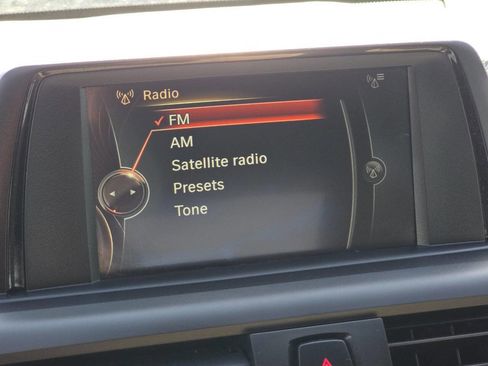 Radio
FM
AM
Satellite radio
Presets
Tone